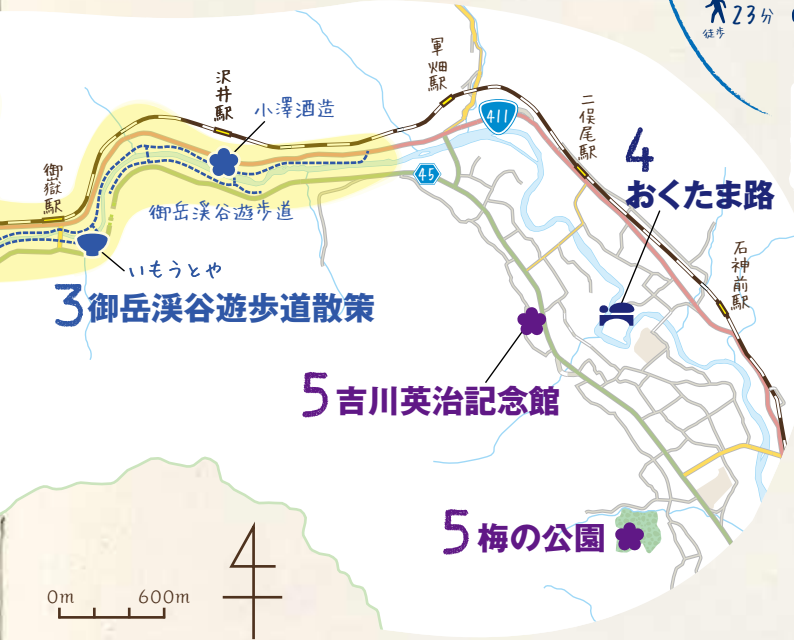 23分
徒歩
軍畑駅
沢井駅
小澤酒造
411
二俣尾駅
45
4
おくたま路
御嶽駅
御岳渓谷遊歩道
石神前駅
いもうとや
3 御岳渓谷遊歩道散策
5 吉川英治記念館
5 梅の公園
0m 600m